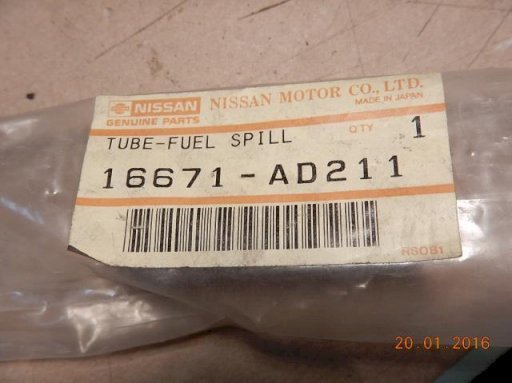 NISSAN NISSAN MOTOR CO., LTD.
GENUINE PARTS MADE IN JAPAN
TUBE-FUEL SPILL QTY 1
16671-AD211
RSOB1
20.01.2016